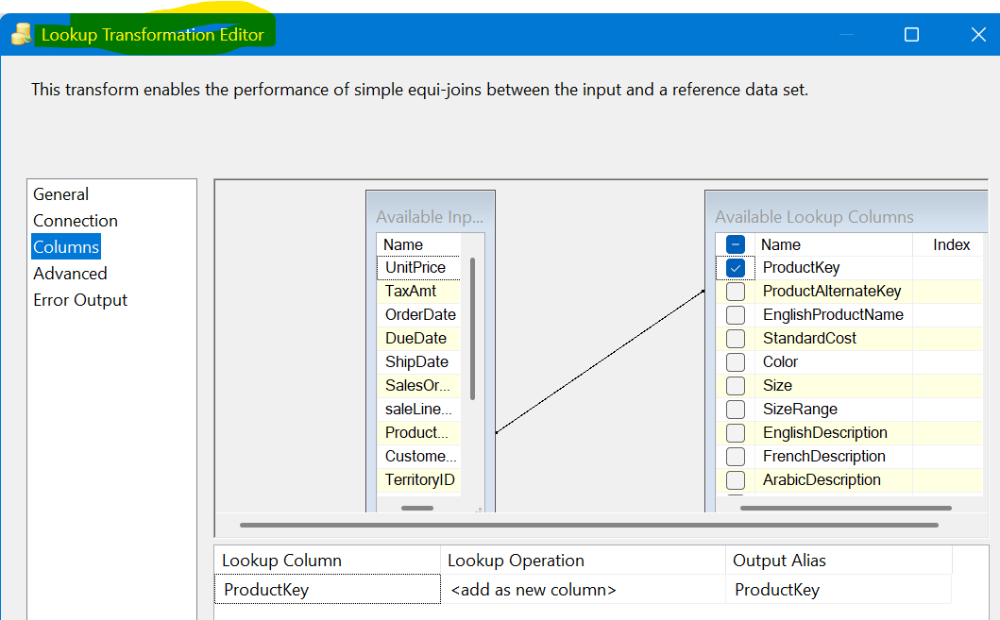 Lookup Transformation Editor
This transform enables the performance of simple equi-joins between the input and a reference data set.
General
Connection
Columns
Advanced
Error Output
Available Inp...
Name
UnitPrice
TaxAmt
OrderDate
DueDate
ShipDate
SalesOr...
saleLine...
Product...
Custome...
TerritoryID
Available Lookup Columns
Name Index
ProductKey
ProductAlternateKey
EnglishProductName
StandardCost
Color
Size
SizeRange
EnglishDescription
FrenchDescription
ArabicDescription
Lookup Column Lookup Operation Output Alias
ProductKey <add as new column> ProductKey